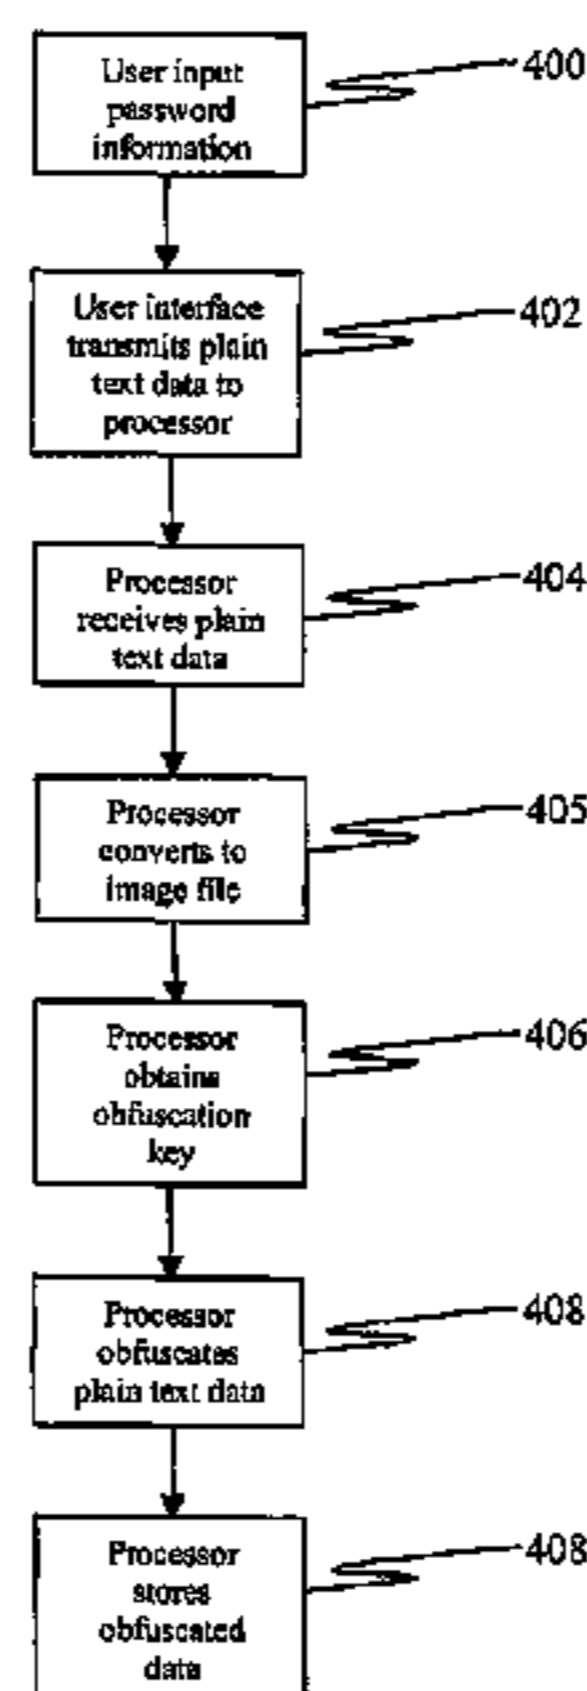 User input
password
information
400
User interface
transmits plain
text data to
processor
402
Processor
receives plain
text data
404
Processor
converts to
image file
405
Processor
obtains
obfuscation
key
406
Processor
obfuscates
plain text data
408
Processor
stores
obfuscated
data
408